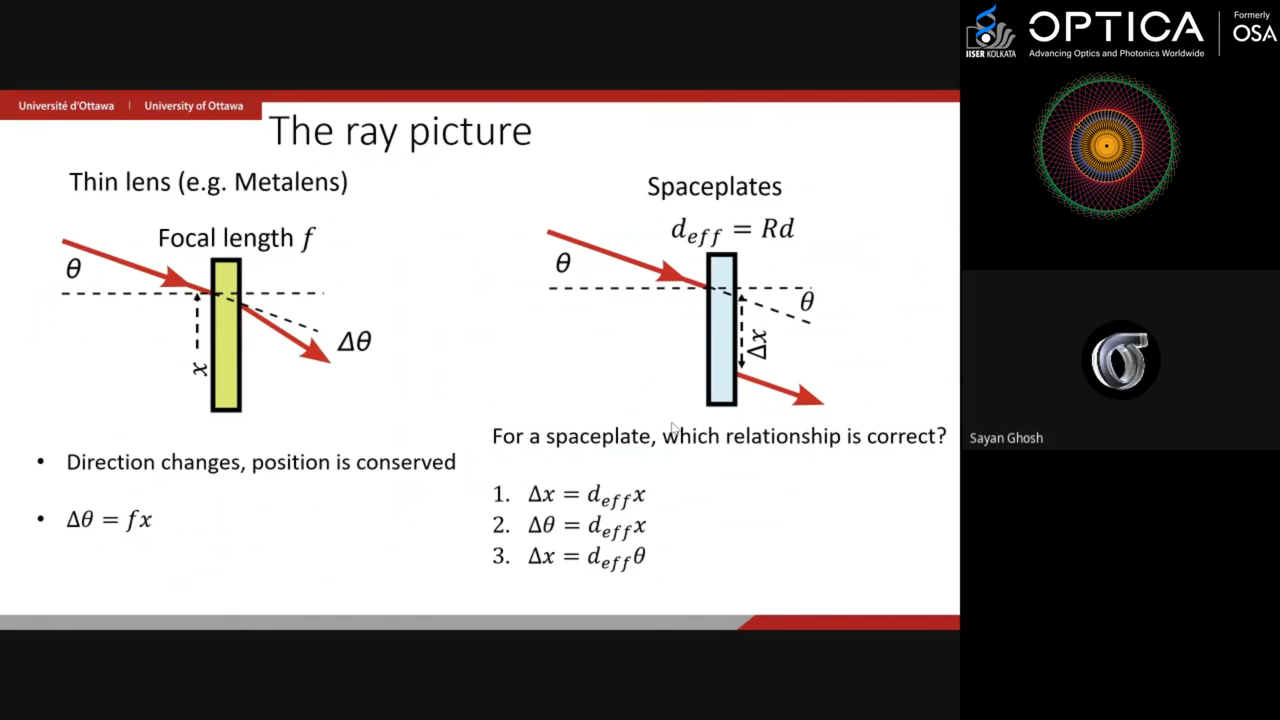 Université d'Ottawa | University of Ottawa
The ray picture
Thin lens (e.g. Metalens)
Focal length f
θ
Δθ
x
• Direction changes, position is conserved
• Δθ = fx
Spaceplates
d_eff = Rd
θ
θ
Δx
For a spaceplate, which relationship is correct?
1. Δx = d_eff x
2. Δθ = d_eff x
3. Δx = d_eff θ
IISER KOLKATA
OPTICA
Advancing Optics and Photonics Worldwide
Formerly
OSA
Sayan Ghosh